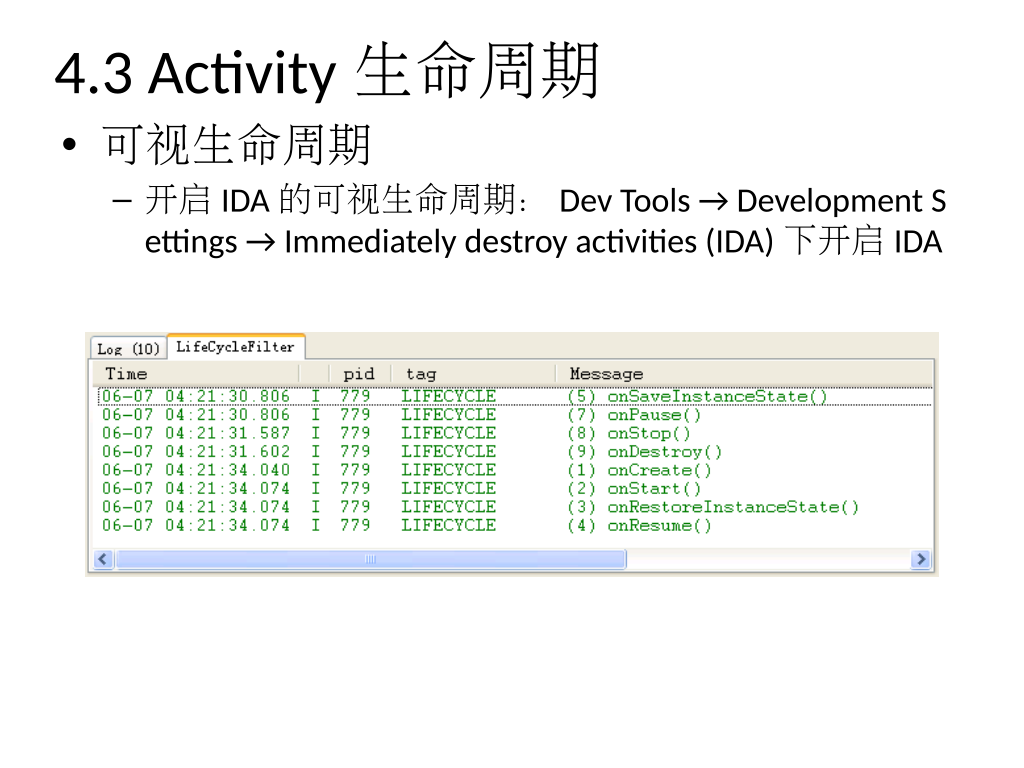 4.3 Activity 生命周期
• 可视生命周期
– 开启 IDA 的可视生命周期： Dev Tools → Development S
ettings → Immediately destroy activities (IDA) 下开启 IDA
Log (10) LifeCycleFilter
Time pid tag Message
06-07 04:21:30.806 I 779 LIFECYCLE (5) onSaveInstanceState()
06-07 04:21:30.806 I 779 LIFECYCLE (7) onPause()
06-07 04:21:31.587 I 779 LIFECYCLE (8) onStop()
06-07 04:21:31.602 I 779 LIFECYCLE (9) onDestroy()
06-07 04:21:34.040 I 779 LIFECYCLE (1) onCreate()
06-07 04:21:34.074 I 779 LIFECYCLE (2) onStart()
06-07 04:21:34.074 I 779 LIFECYCLE (3) onRestoreInstanceState()
06-07 04:21:34.074 I 779 LIFECYCLE (4) onResume()